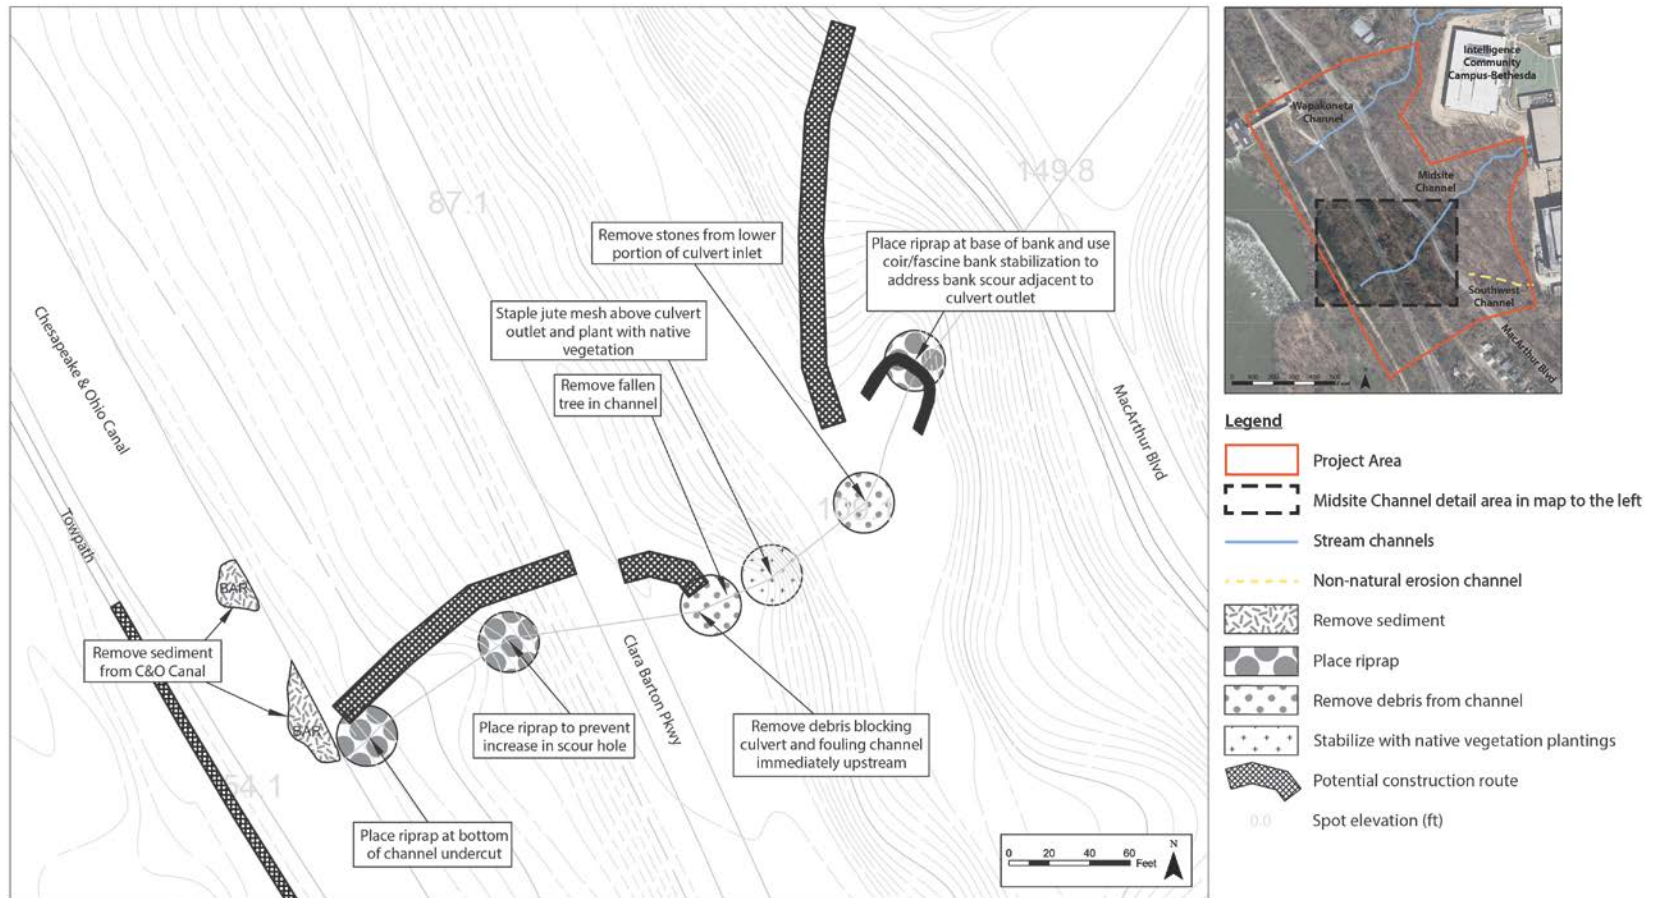 87.1
149.8
Remove stones from lower
portion of culvert inlet
Place riprap at base of bank and use
coir/fascine bank stabilization to
address bank scour adjacent to
culvert outlet
Staple jute mesh above culvert
outlet and plant with native
vegetation
Remove fallen
tree in channel
Chesapeake & Ohio Canal
Towpath
MacArthur Blvd
Clara Barton Pkwy
BAR
Remove sediment
from C&O Canal
BAR
54.1
Place riprap to prevent
increase in scour hole
Remove debris blocking
culvert and fouling channel
immediately upstream
Place riprap at bottom
of channel undercut
0 20 40 60
Feet
N
Intelligence
Community
Campus-Bethesda
Wapakoneta
Channel
Midsite
Channel
Southwest
Channel
MacArthur Blvd
0 100 200 300 400 500
Feet
N
Legend
Project Area
Midsite Channel detail area in map to the left
Stream channels
Non-natural erosion channel
Remove sediment
Place riprap
Remove debris from channel
Stabilize with native vegetation plantings
Potential construction route
0.0 Spot elevation (ft)